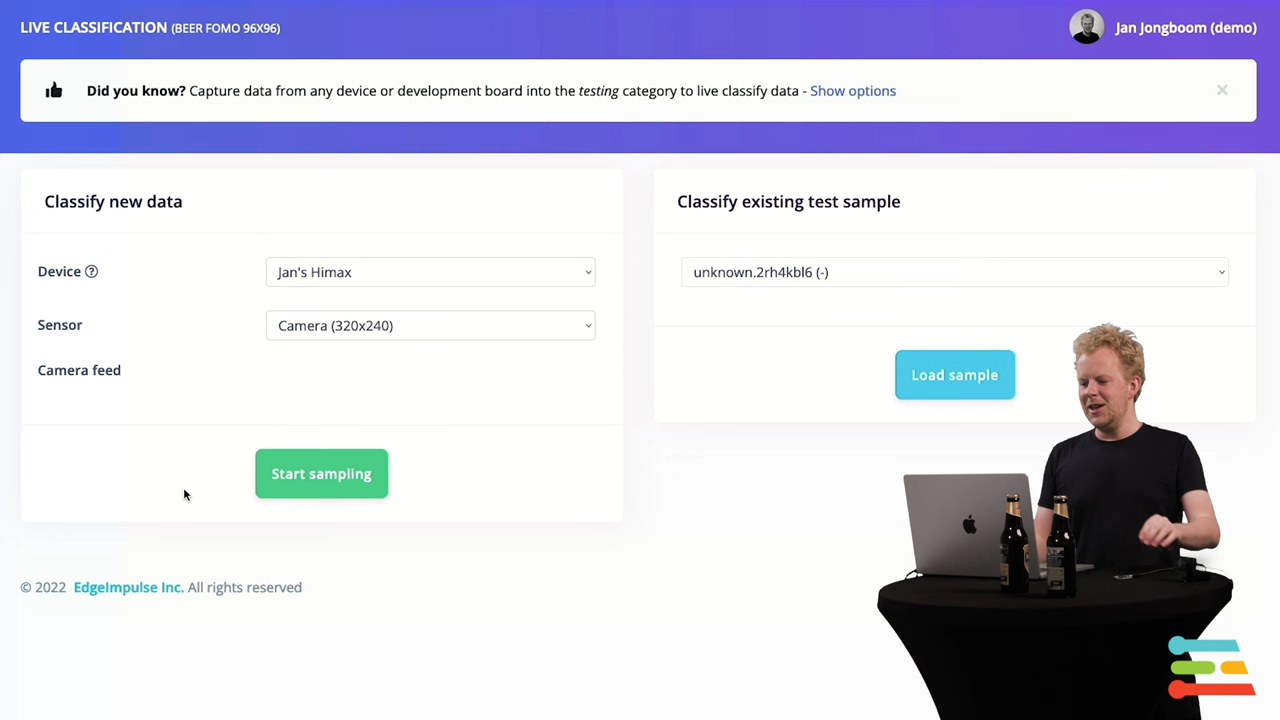 LIVE CLASSIFICATION (BEER FOMO 96X96)
Jan Jongboom (demo)
Did you know? Capture data from any device or development board into the testing category to live classify data - Show options
×
Classify new data
Device ?
Jan's Himax
Sensor
Camera (320x240)
Camera feed
Start sampling
Classify existing test sample
unknown.2rh4kbl6 (-)
Load sample
© 2022 EdgeImpulse Inc. All rights reserved